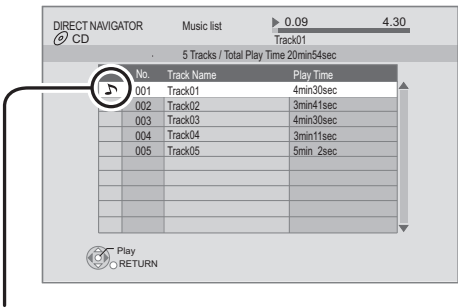 DIRECT NAVIGATOR Music list 0.09 4.30
CD Track01
5 Tracks / Total Play Time 20min54sec
No. Track Name Play Time
001 Track01 4min30sec
002 Track02 3min41sec
003 Track03 4min30sec
004 Track04 3min11sec
005 Track05 5min 2sec
Play
RETURN